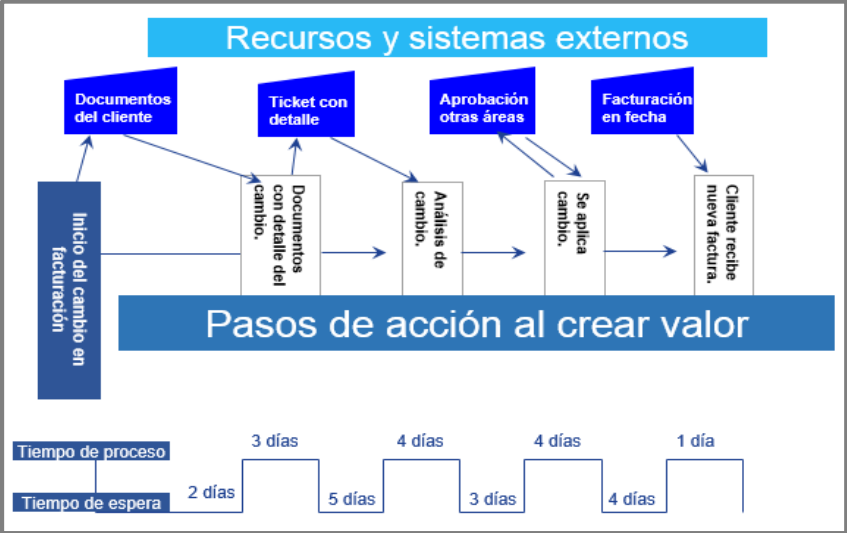 Recursos y sistemas externos
Documentos
del cliente
Ticket con
detalle
Aprobación
otras áreas
Facturación
en fecha
Inicio del cambio en
facturación
Documentos
con detalle del
cambio.
Análisis de
cambio.
Se aplica
cambio.
Cliente recibe
nueva factura.
Pasos de acción al crear valor
Tiempo de proceso
3 días
4 días
4 días
1 día
Tiempo de espera
2 días
5 días
3 días
4 días